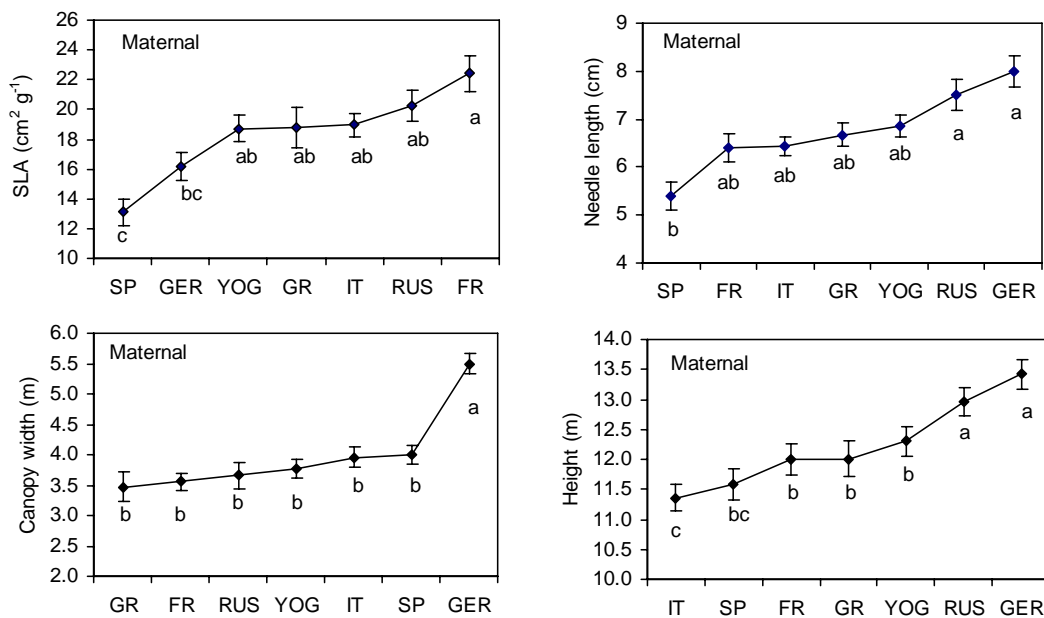 Maternal
SLA (cm² g⁻¹)
26
24
22
20
18
16
14
12
10
c
bc
ab
ab
ab
ab
a
SP GER YOG GR IT RUS FR
Maternal
Needle length (cm)
9
8
7
6
5
4
b
ab
ab
ab
ab
a
a
SP FR IT GR YOG RUS GER
Maternal
Canopy width (m)
6.0
5.5
5.0
4.5
4.0
3.5
3.0
2.5
2.0
b
b
b
b
b
b
a
GR FR RUS YOG IT SP GER
Maternal
Height (m)
14.0
13.5
13.0
12.5
12.0
11.5
11.0
10.5
10.0
c
bc
b
b
b
a
a
IT SP FR GR YOG RUS GER